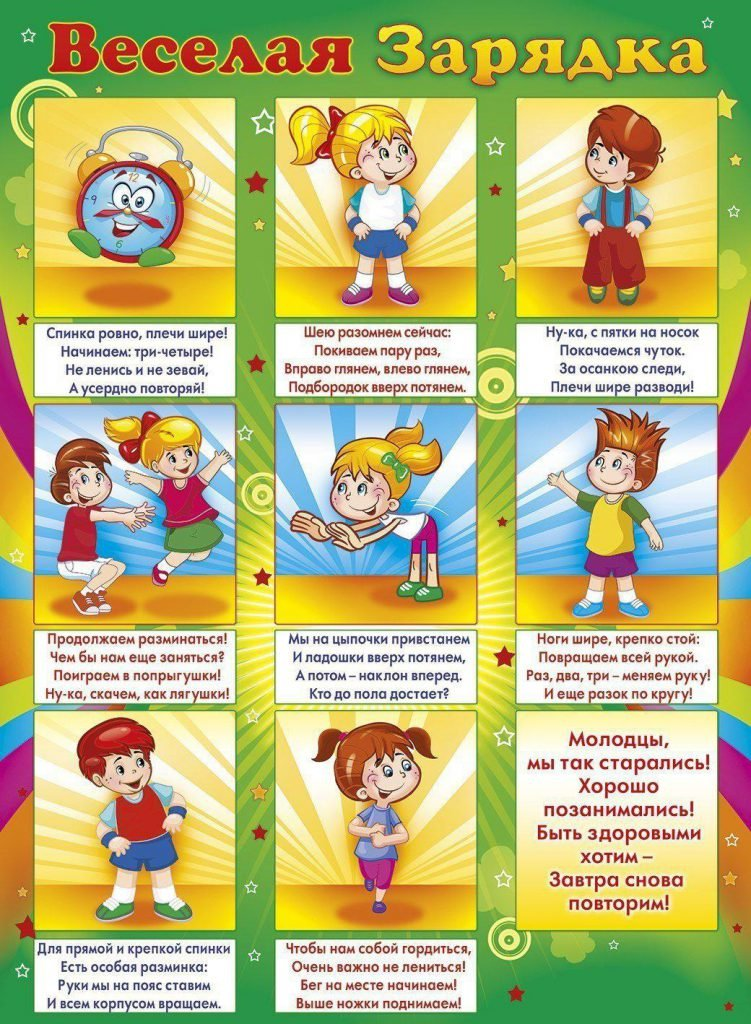 Веселая Зарядка
12
9
3
6
Спинка ровно, плечи шире!
Начинаем: три-четыре!
Не ленись и не зевай,
А усердно повторяй!
Шею разомнем сейчас:
Покиваем пару раз,
Вправо глянем, влево глянем,
Подбородок вверх потянем.
Ну-ка, с пятки на носок
Покачаемся чуток.
За осанкою следи,
Плечи шире разводи!
Продолжаем разминаться!
Чем бы нам еще заняться?
Поиграем в попрыгушки!
Ну-ка, скачем, как лягушки!
Мы на цыпочки привстанем
И ладошки вверх потянем,
А потом – наклон вперед.
Кто до пола достает?
Ноги шире, крепко стой:
Повращаем всей рукой.
Раз, два, три – меняем руку!
И еще разок по кругу!
Для прямой и крепкой спинки
Есть особая разминка:
Руки мы на пояс ставим
И всем корпусом вращаем.
Чтобы нам собой гордиться,
Очень важно не лениться!
Бег на месте начинаем!
Выше ножки поднимаем!
Молодцы,
мы так старались!
Хорошо
позанимались!
Быть здоровыми
хотим –
Завтра снова
повторим!